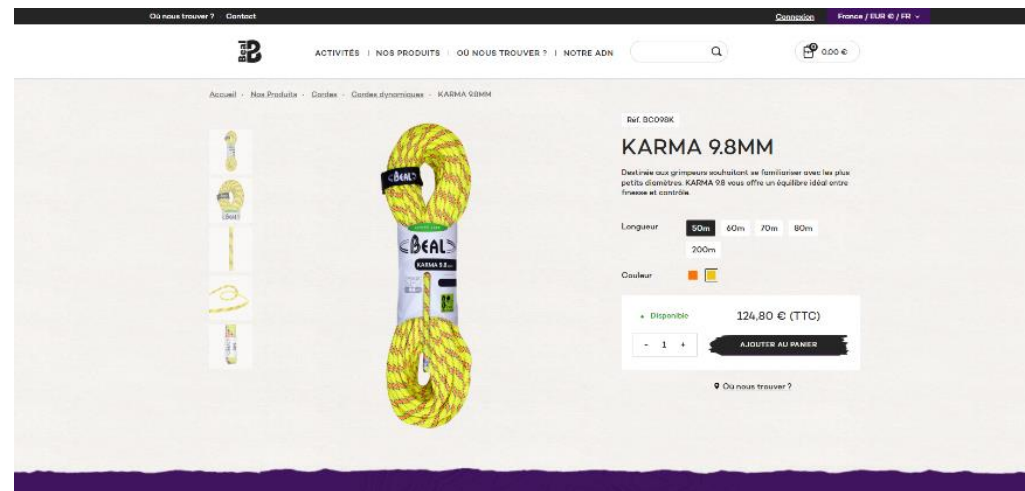 Où nous trouver ? Contact
Connexion
France / EUR € / FR
Beal
ACTIVITÉS | NOS PRODUITS | OÙ NOUS TROUVER ? | NOTRE ADN
0
0,00 €
Accueil - Nos Produits - Cordes - Cordes dynamiques - KARMA 9.8MM
Réf. BC098K
KARMA 9.8MM
Destinée aux grimpeurs souhaitant se familiariser avec les plus
petits diamètres. KARMA 9.8 vous offre un équilibre idéal entre
finesse et contrôle.
Longueur
50m 60m 70m 80m
200m
Couleur
Disponible
124,80 € (TTC)
- 1 +
AJOUTER AU PANIER
Où nous trouver ?
BEAL
BEAL
KARMA 9.8